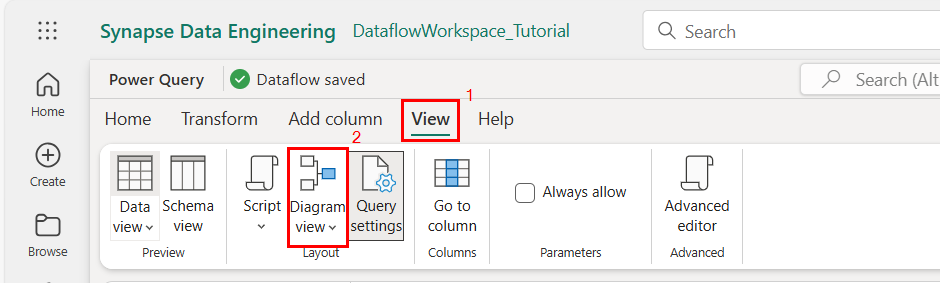 Synapse Data Engineering DataflowWorkspace_Tutorial Search
Power Query Dataflow saved Search (Alt
Home
1
Home Transform Add column View Help
2
Create
Data view Schema view Script Diagram view Query settings Go to column Always allow Advanced editor
Browse
Preview Layout Columns Parameters Advanced